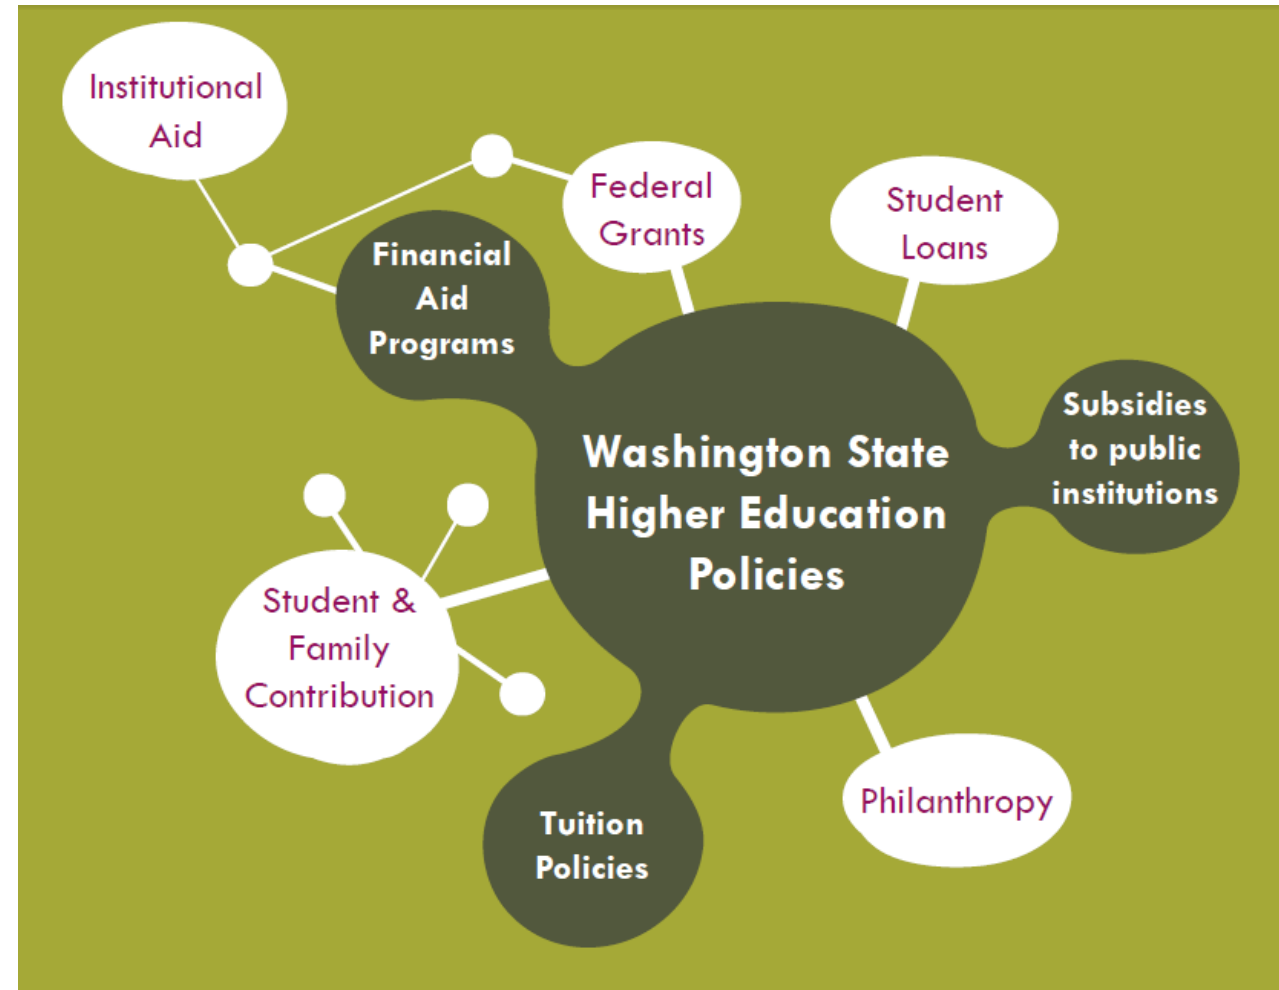 Institutional
Aid
Federal
Grants
Student
Loans
Financial
Aid
Programs
Subsidies
to public
institutions
Washington State
Higher Education
Policies
Student &
Family
Contribution
Tuition
Policies
Philanthropy